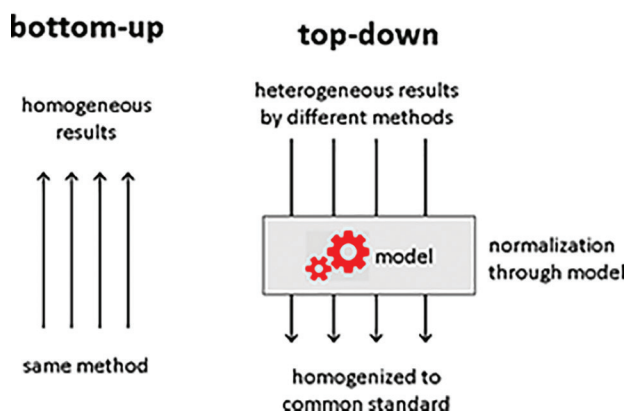 bottom-up
homogeneous
results
same method
top-down
heterogeneous results
by different methods
model
normalization
through model
homogenized to
common standard